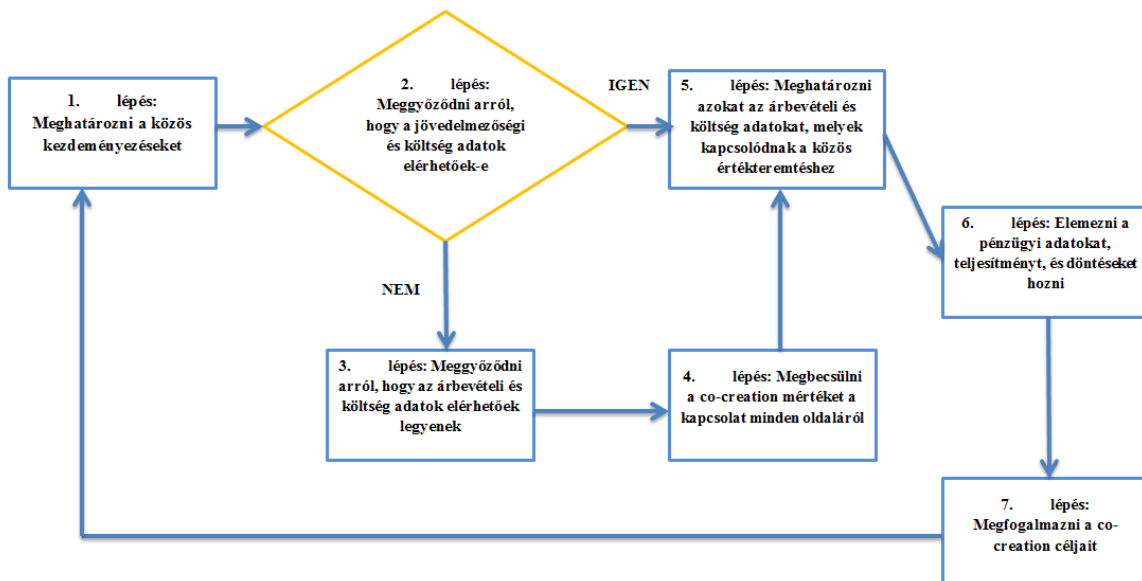 1. lépés:
Meghatározni a közös
kezdeményezéseket
2. lépés:
Meggyőződni arról,
hogy a jövedelmezőségi
és költség adatok
elérhetőek-e
IGEN
5. lépés: Meghatározni
azokat az árbevételi és
költség adatokat, melyek
kapcsolódnak a közös
értékteremtéshez
6. lépés: Elemezni a
pénzügyi adatokat,
teljesítményt, és döntéseket
hozni
NEM
3. lépés: Meggyőződni
arról, hogy az árbevételi és
költség adatok elérhetőek
legyenek
4. lépés: Megbecsülni
a co-creation mértéket a
kapcsolat minden oldaláról
7. lépés:
Megfogalmazni a co-
creation céljait